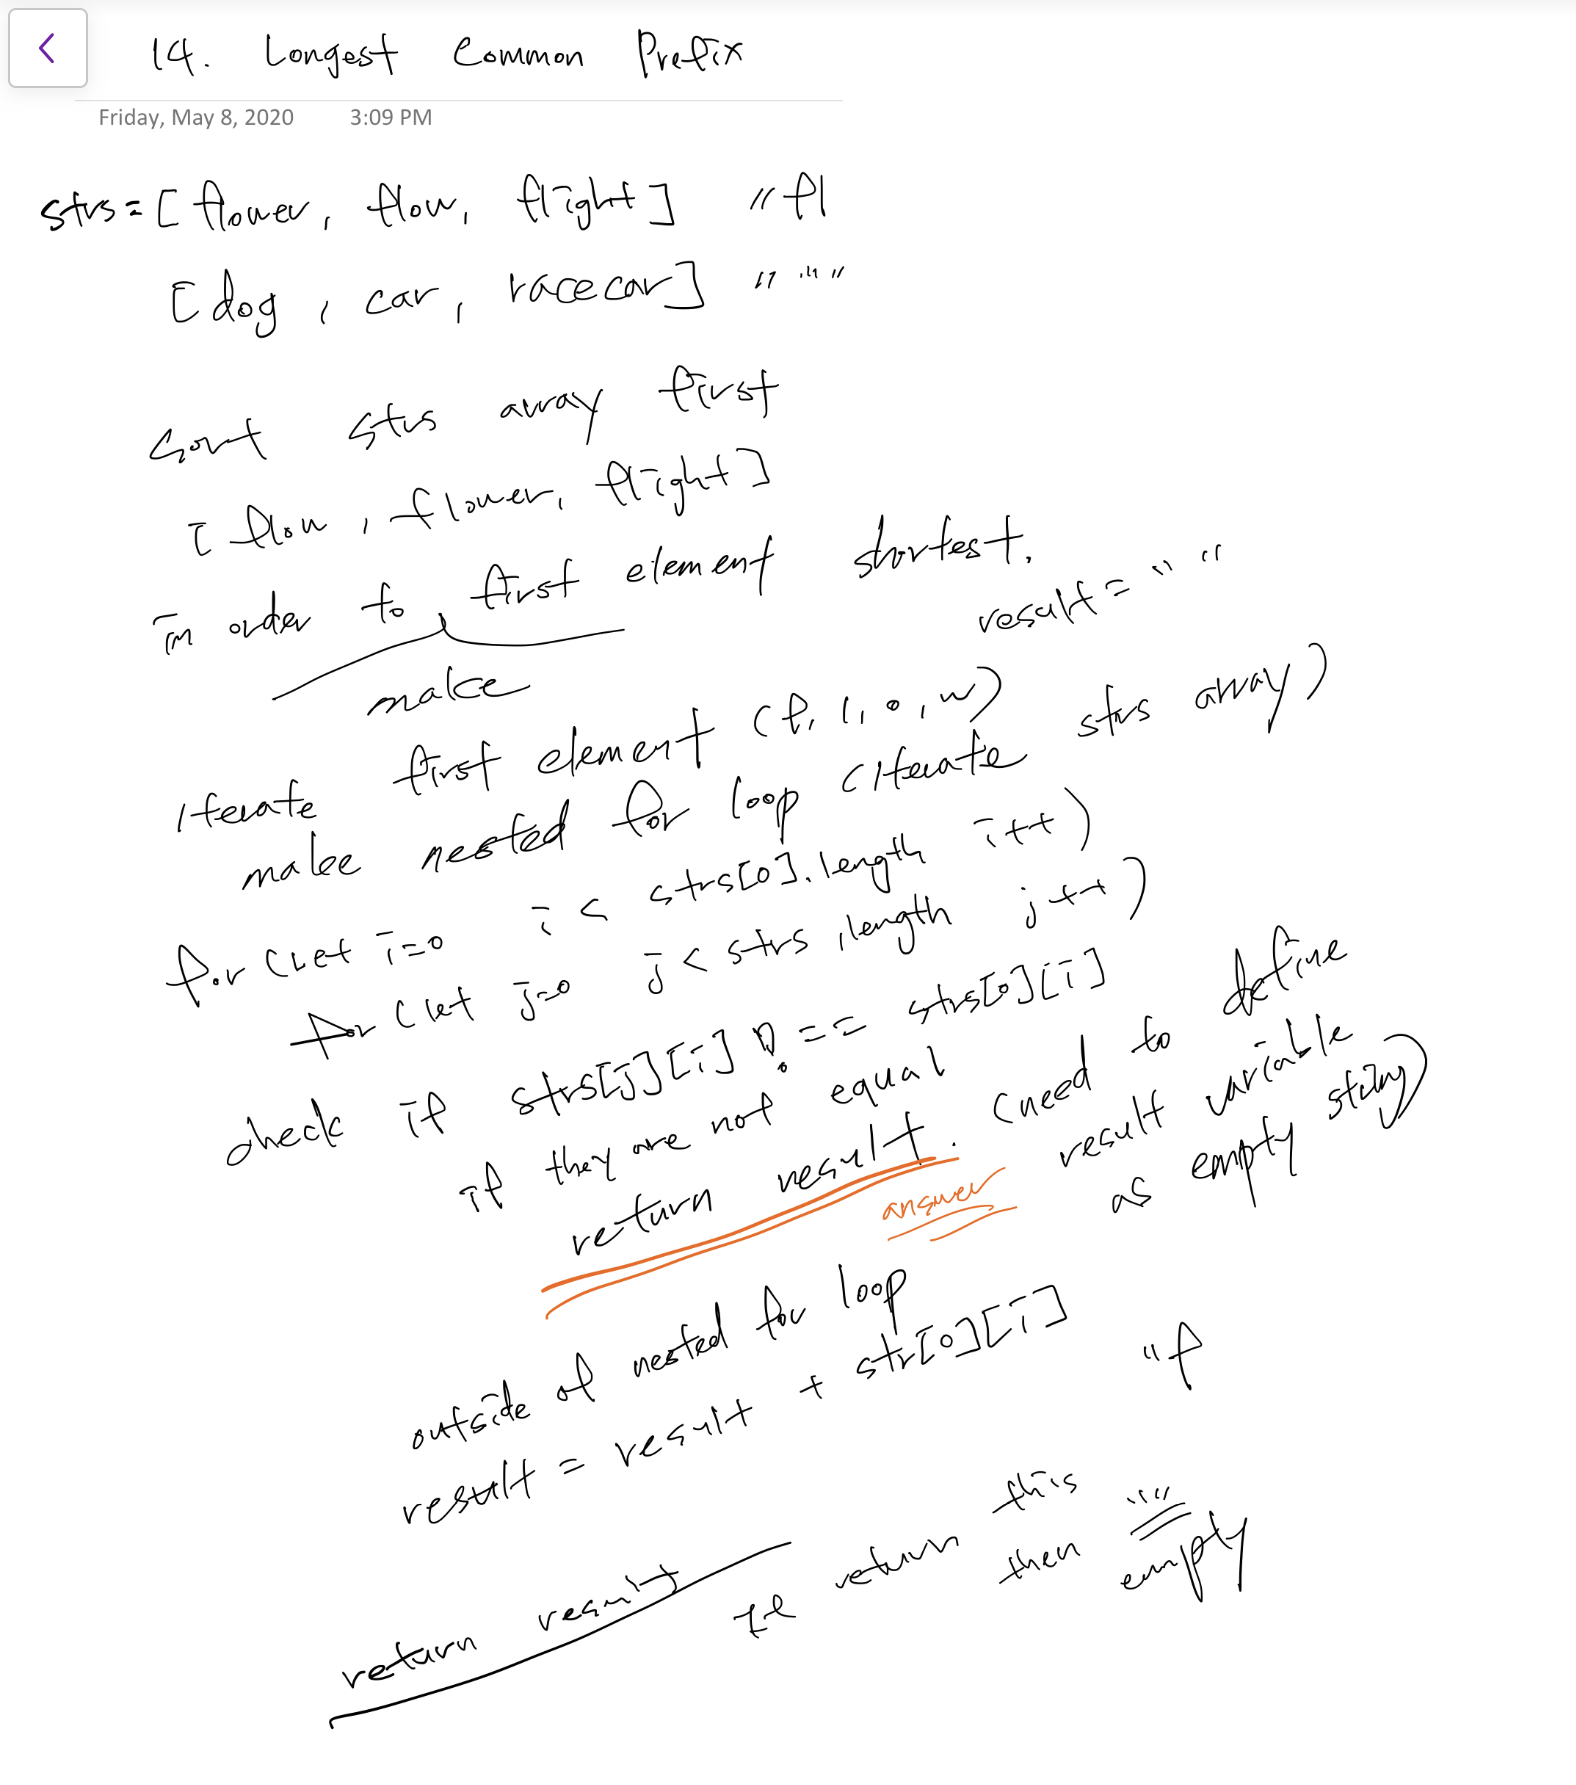 14. Longest Common Prefix
Friday, May 8, 2020 3:09 PM
strs = [ flower, flow, flight ] "fl
[ dog, car, racecar ] " ""
Sort strs array first
[ flow, flower, flight ]
in order to first element shortest.
make
result = " "
Iterate first element (f, l, o, w)
make nested for loop (iterate strs array)
for (let i=0 i < strs[0].length i++)
for (let j=0 j < strs.length j++)
check if strs[j][i] !== strs[0][i]
if they are not equal
return result. (need to define
result variable
as empty string)
answer
outside of nested for loop
result = result + str[0][i] "f
return result If return this
then ""
empty